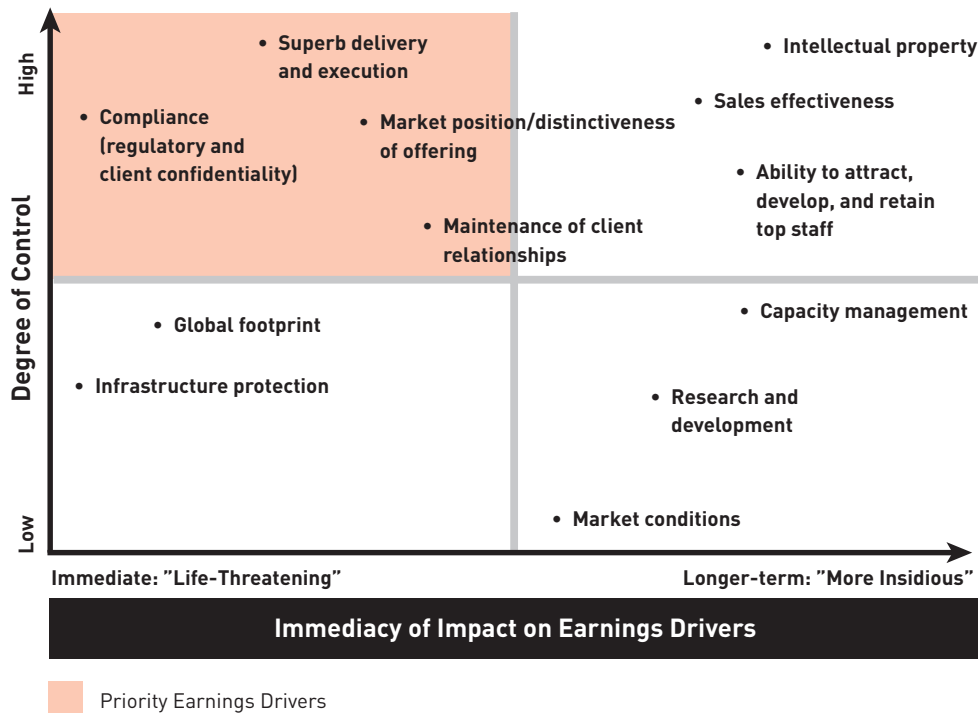 High
Degree of Control
Low
• Superb delivery
and execution
• Compliance
(regulatory and
client confidentiality)
• Market position/distinctiveness
of offering
• Maintenance of client
relationships
• Intellectual property
• Sales effectiveness
• Ability to attract,
develop, and retain
top staff
• Global footprint
• Infrastructure protection
• Capacity management
• Research and
development
• Market conditions
Immediate: ”Life-Threatening”
Longer-term: ”More Insidious”
Immediacy of Impact on Earnings Drivers
Priority Earnings Drivers